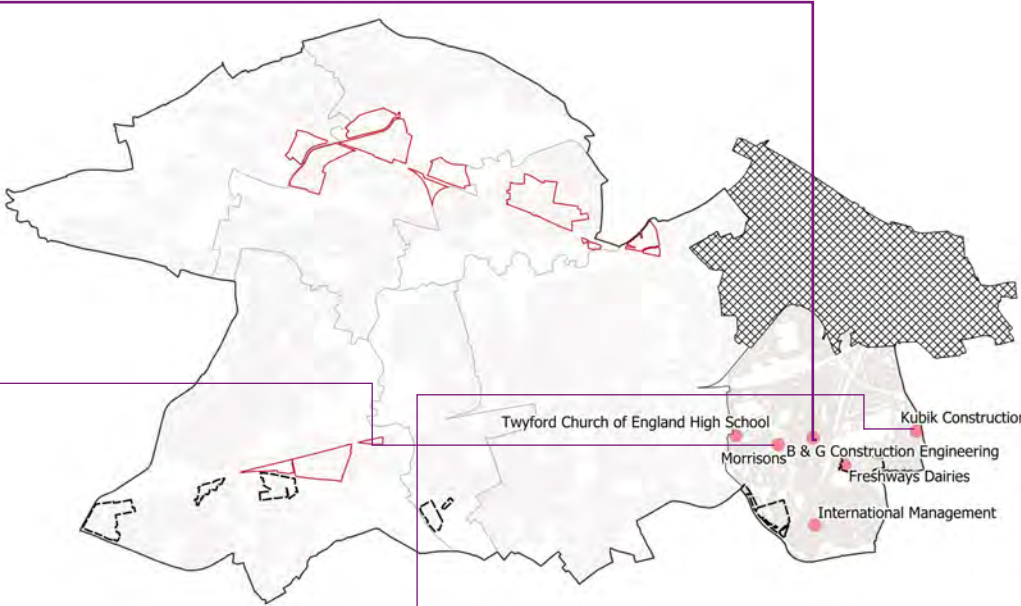 Twyford Church of England High School
Kubik Construction
Morrisons
B & G Construction Engineering
Freshways Dairies
International Management